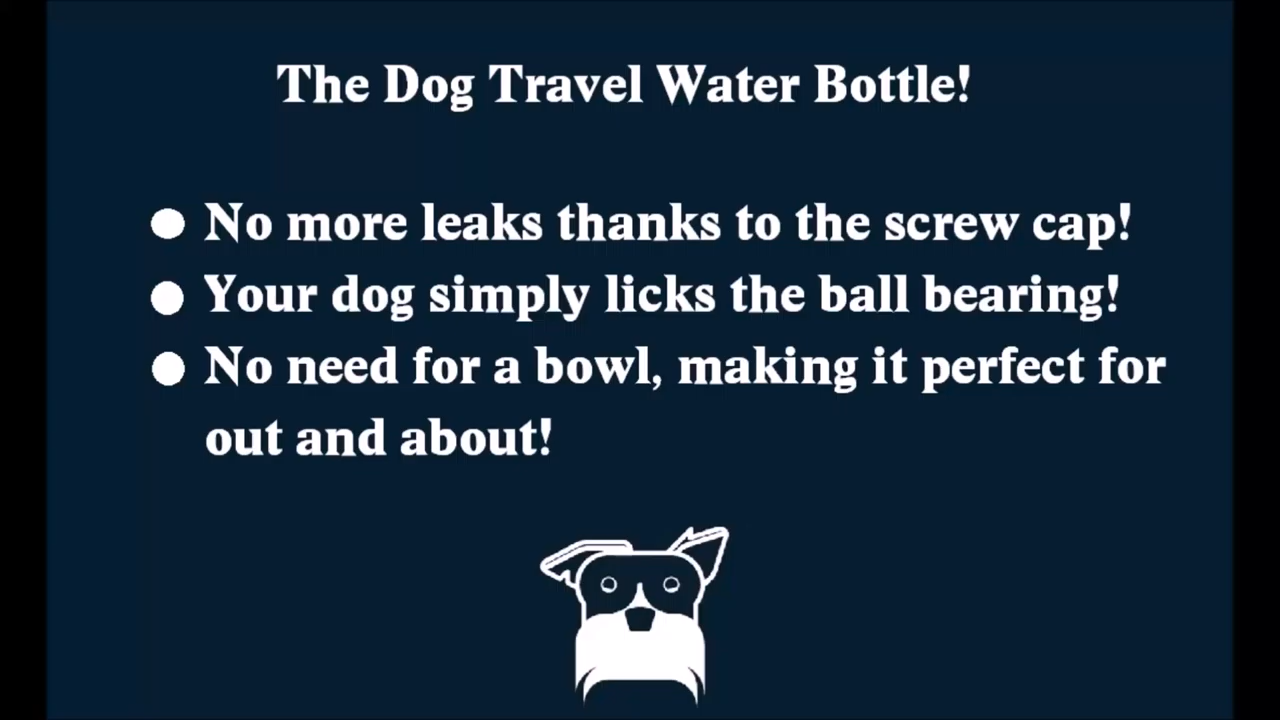 The Dog Travel Water Bottle!
No more leaks thanks to the screw cap!
Your dog simply licks the ball bearing!
No need for a bowl, making it perfect for
out and about!